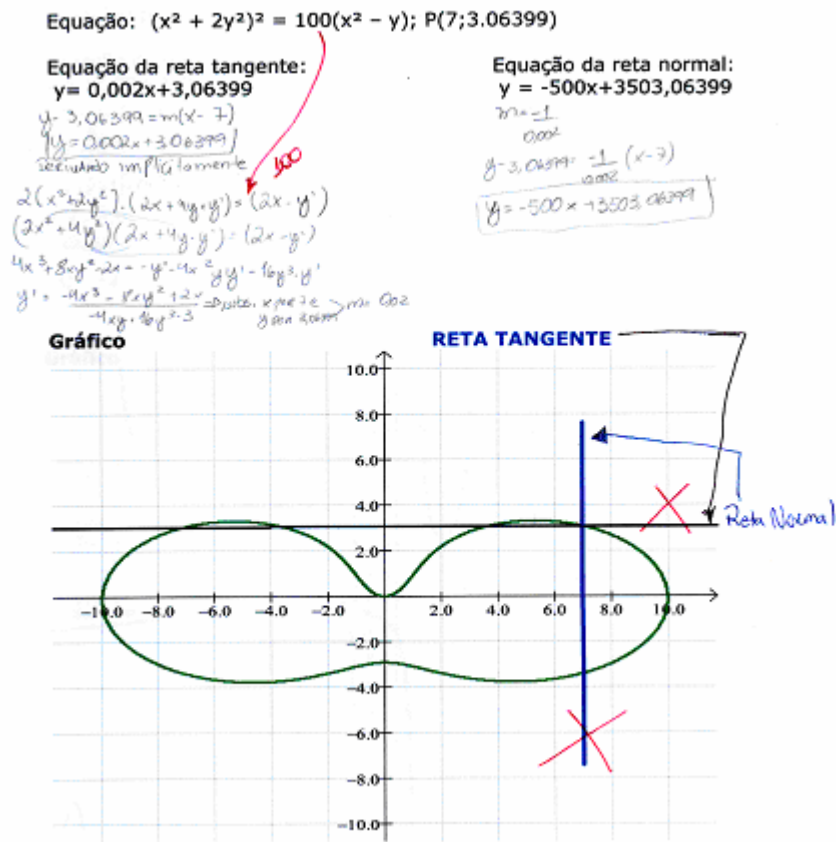 Equação: (x² + 2y²)² = 100(x² – y); P(7;3.06399)
Equação da reta tangente:
y= 0,002x+3,06399
y- 3,06399 = m(x - 7)
y = 0.002x + 3.06399
derivando implicitamente
100
2(x²+2y²).(2x + 4y.y') = (2x - y')
(2x² + 4y²)(2x + 4y.y') = (2x - y')
4x³ + 8xy² - 2x = -y' - 4x² y y' - 16y³.y'
Equação da reta normal:
y = -500x+3503,06399
m = -1
0,002
y- 3,06399 = -1 (x-7)
0.002
y = -500x + 3503,06399
Gráfico
RETA TANGENTE
Reta Normal
10.0
8.0
6.0
4.0
2.0
−10.0 −8.0 −6.0 −4.0 −2.0 2.0 4.0 6.0 8.0 10.0
−2.0
−4.0
−6.0
−8.0
−10.0